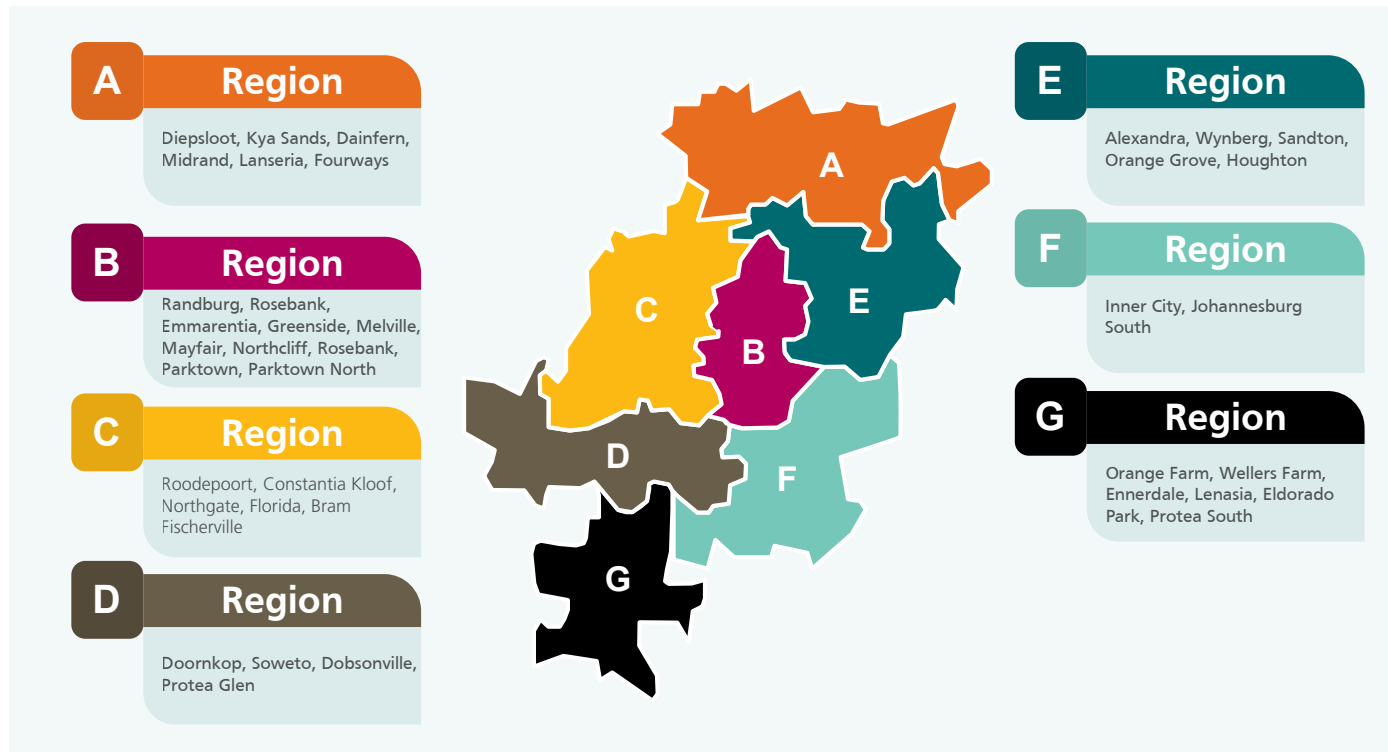 A
Region
Diepsloot, Kya Sands, Dainfern,
Midrand, Lanseria, Fourways
B
Region
Randburg, Rosebank,
Emmarentia, Greenside, Melville,
Mayfair, Northcliff, Rosebank,
Parktown, Parktown North
C
Region
Roodepoort, Constantia Kloof,
Northgate, Florida, Bram
Fischerville
D
Region
Doornkop, Soweto, Dobsonville,
Protea Glen
A
C
E
B
D
F
G
E
Region
Alexandra, Wynberg, Sandton,
Orange Grove, Houghton
F
Region
Inner City, Johannesburg
South
G
Region
Orange Farm, Wellers Farm,
Ennerdale, Lenasia, Eldorado
Park, Protea South